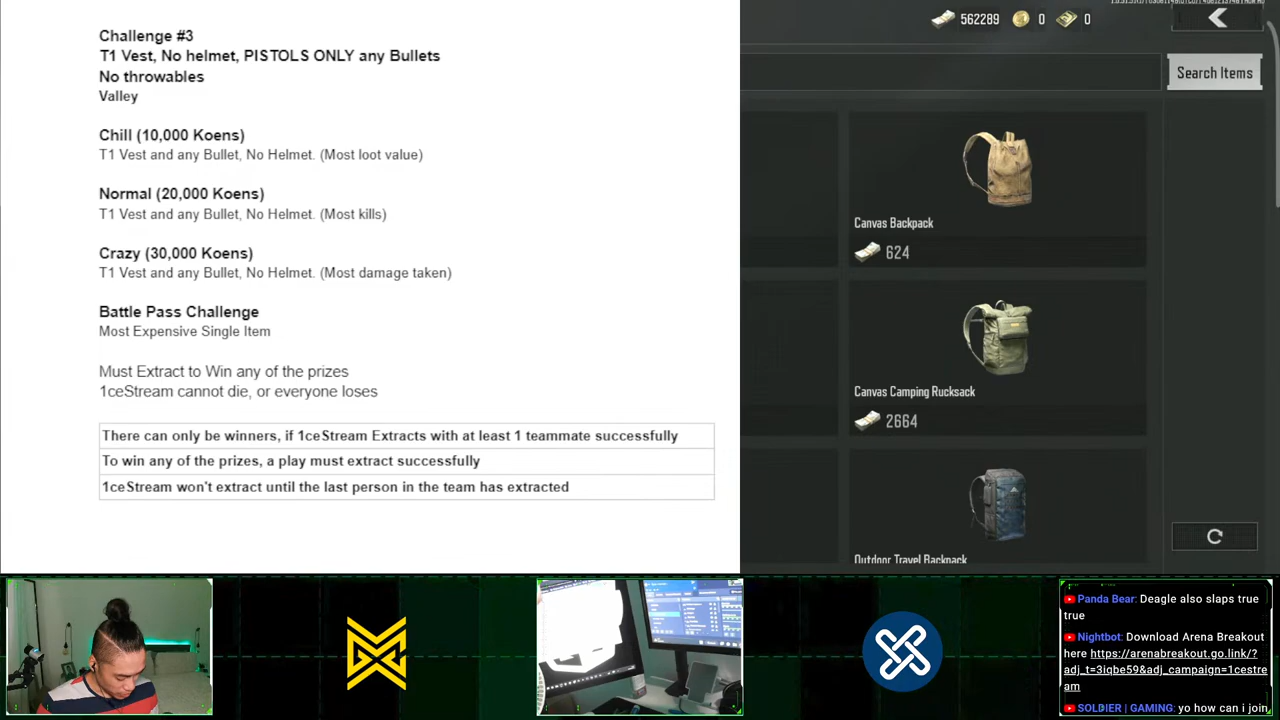 Challenge #3
T1 Vest, No helmet, PISTOLS ONLY any Bullets
No throwables
Valley
Chill (10,000 Koens)
T1 Vest and any Bullet, No Helmet. (Most loot value)
Normal (20,000 Koens)
T1 Vest and any Bullet, No Helmet. (Most kills)
Crazy (30,000 Koens)
T1 Vest and any Bullet, No Helmet. (Most damage taken)
Battle Pass Challenge
Most Expensive Single Item
Must Extract to Win any of the prizes
1ceStream cannot die, or everyone loses
There can only be winners, if 1ceStream Extracts with at least 1 teammate successfully
To win any of the prizes, a play must extract successfully
1ceStream won't extract until the last person in the team has extracted
562289 0 0
Search Items
Canvas Backpack
624
Canvas Camping Rucksack
2664
Outdoor Travel Backpack
Panda Bear: Deagle also slaps true
true
Nightbot: Download Arena Breakout
here https://arenabreakout.go.link/?
adj_t=3iqbe59&adj_campaign=1cestre
am
SOLDIER | GAMING: yo how can i join